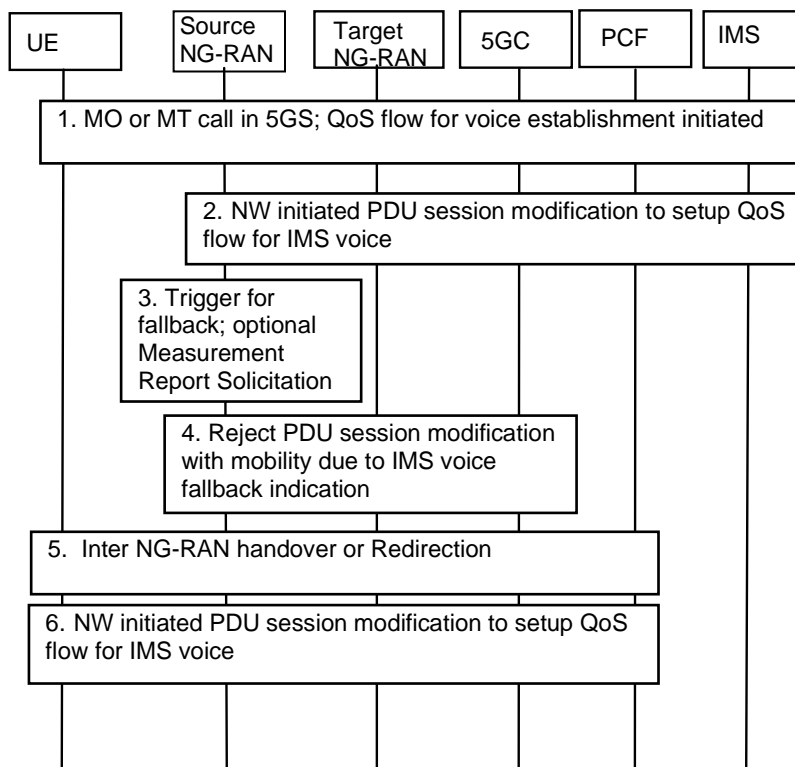 UE
Source
NG-RAN
Target
NG-RAN
5GC
PCF
IMS
1. MO or MT call in 5GS; QoS flow for voice establishment initiated
2. NW initiated PDU session modification to setup QoS
flow for IMS voice
3. Trigger for
fallback; optional
Measurement
Report Solicitation
4. Reject PDU session modification
with mobility due to IMS voice
fallback indication
5. Inter NG-RAN handover or Redirection
6. NW initiated PDU session modification to setup QoS
flow for IMS voice